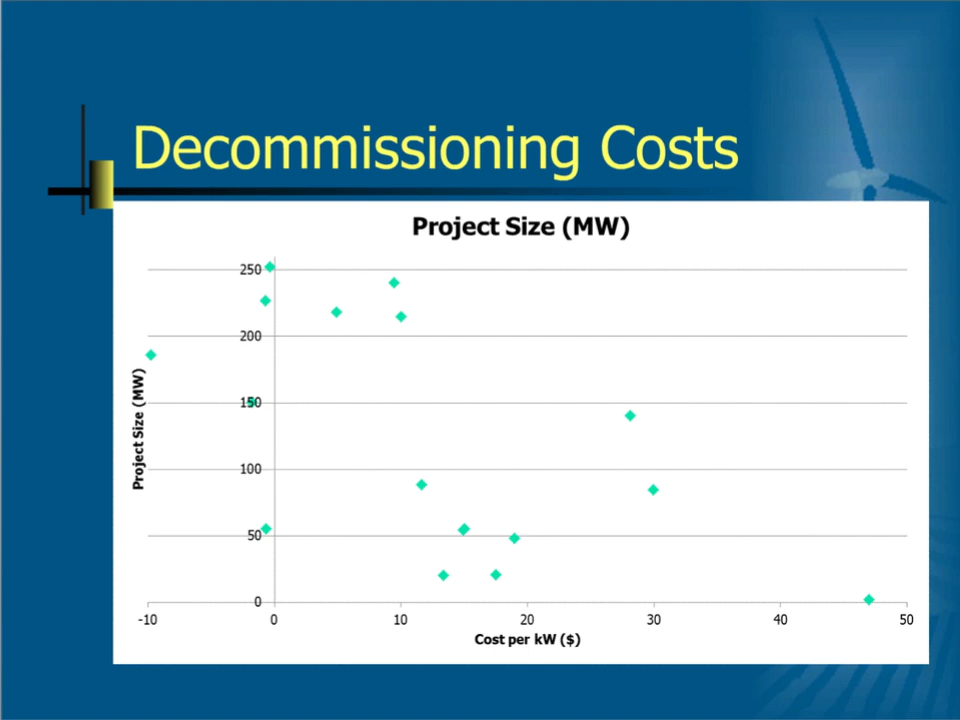 Decommissioning Costs
Project Size (MW)
Project Size (MW)
250
200
150
100
50
0
-10 0 10 20 30 40 50
Cost per kW ($)